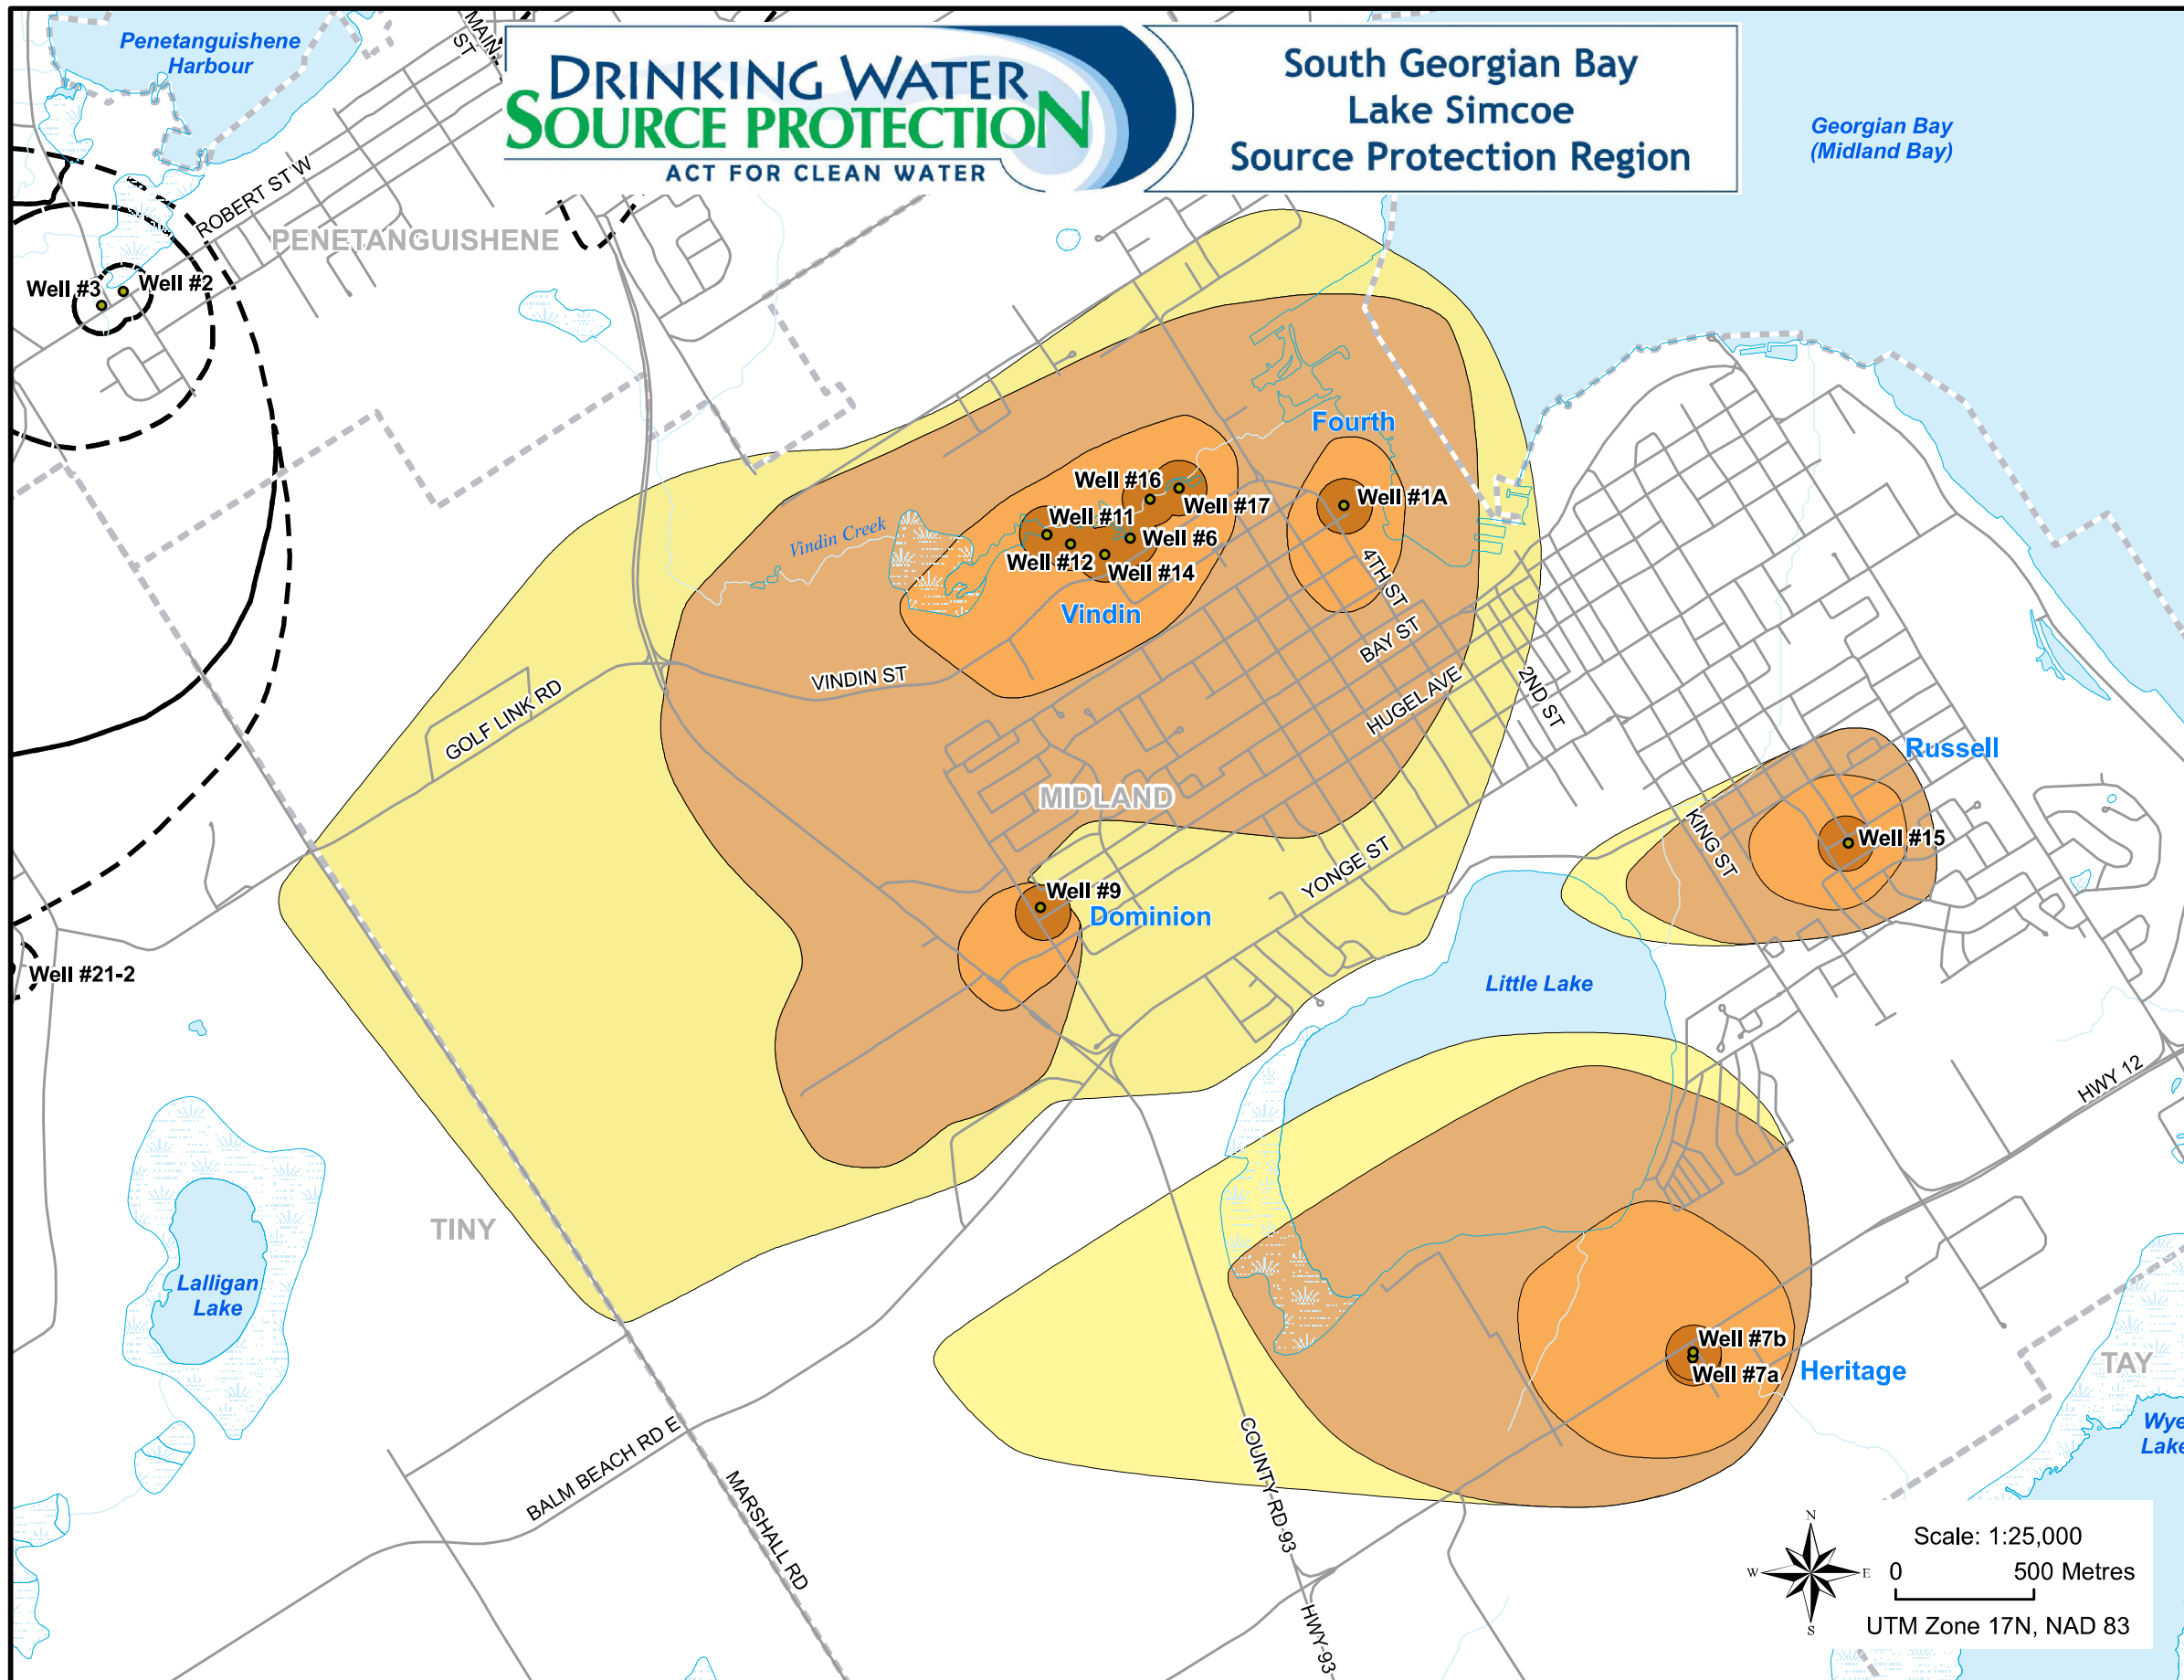 Penetanguishene
Harbour
MAIN
ST
DRINKING WATER
SOURCE PROTECTION
ACT FOR CLEAN WATER
South Georgian Bay
Lake Simcoe
Source Protection Region
Georgian Bay
(Midland Bay)
ROBERT ST W
PENETANGUISHENE
Well #3
Well #2
Fourth
Well #16
Well #17
Well #1A
Well #11
Well #6
Well #12
Well #14
Vindin Creek
Vindin
4TH ST
BAY ST
VINDIN ST
HUGEL AVE
2ND ST
GOLF LINK RD
MIDLAND
Russell
KING ST
Well #15
YONGE ST
Well #9
Dominion
Well #21-2
Little Lake
HWY 12
TINY
Lalligan
Lake
Well #7b
Well #7a
Heritage
TAY
Wye
Lake
BALM BEACH RD E
MARSHALL RD
COUNTY RD 93
HWY 93
N
W
E
S
Scale: 1:25,000
0 500 Metres
UTM Zone 17N, NAD 83